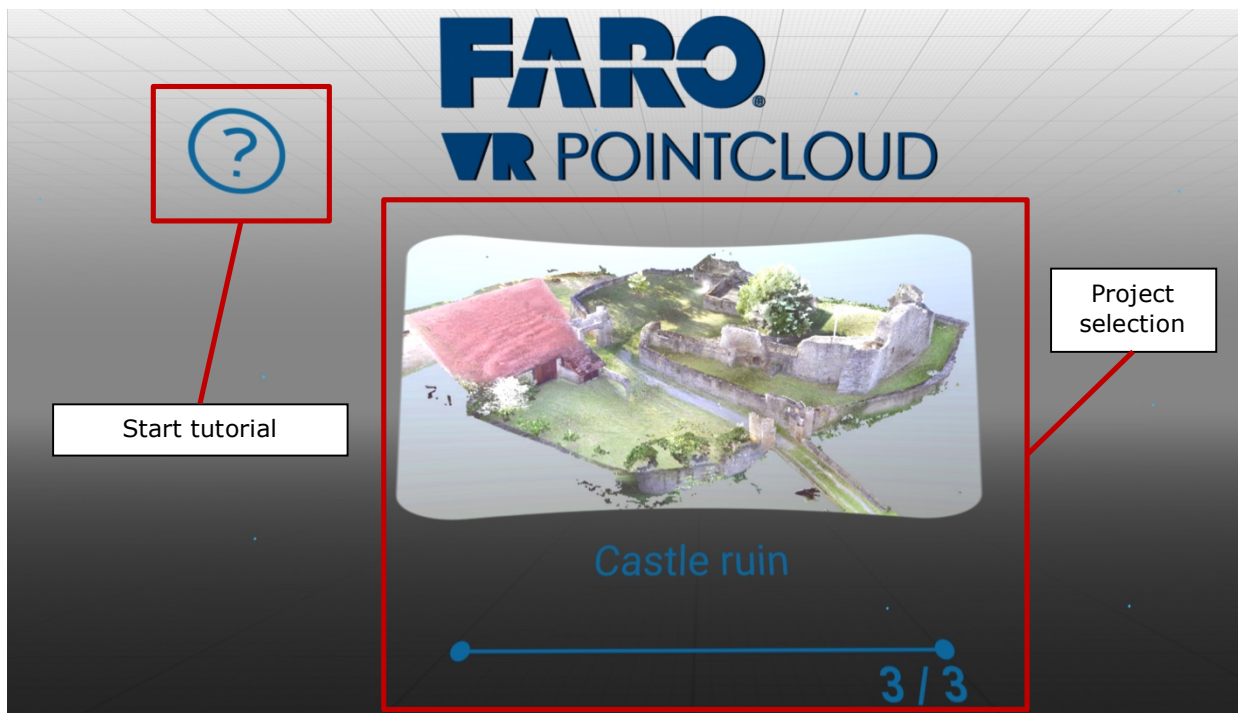 FARO®
VR POINTCLOUD
?
Project
selection
Start tutorial
Castle ruin
3 / 3